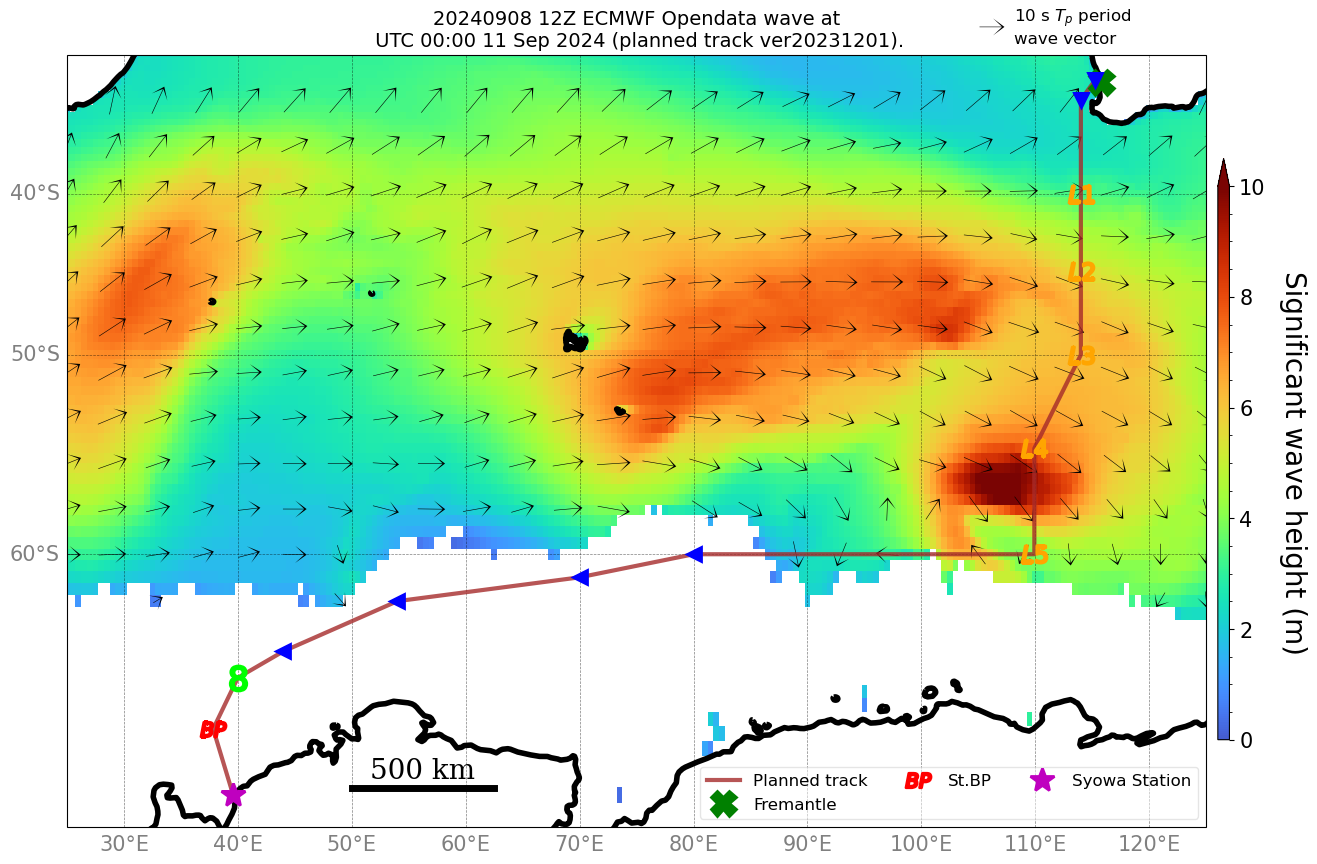 20240908 12Z ECMWF Opendata wave at
UTC 00:00 11 Sep 2024 (planned track ver20231201).
10 s Tp period
wave vector
40°S
50°S
60°S
L1
L2
L3
L4
L5
8
BP
500 km
Planned track
Fremantle
BP St.BP
Syowa Station
30°E 40°E 50°E 60°E 70°E 80°E 90°E 100°E 110°E 120°E
10
8
6
4
2
0
Significant wave height (m)